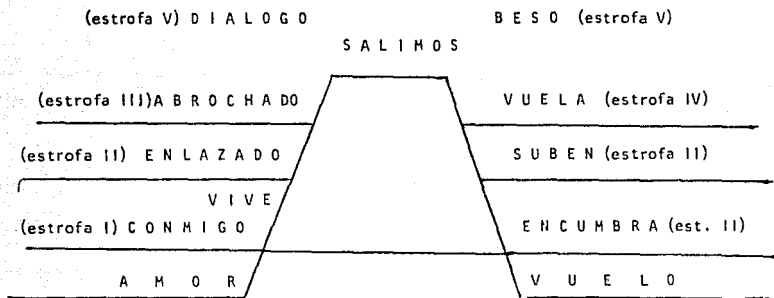 (estrofa V) D I A L O G O B E S O (estrofa V)
S A L I M O S
(estrofa III) A B R O C H A D O V U E L A (estrofa IV)
(estrofa II) E N L A Z A D O S U B E N (estrofa II)
V I V E
(estrofa I) C O N M I G O E N C U M B R A (est. II)
A M O R V U E L O